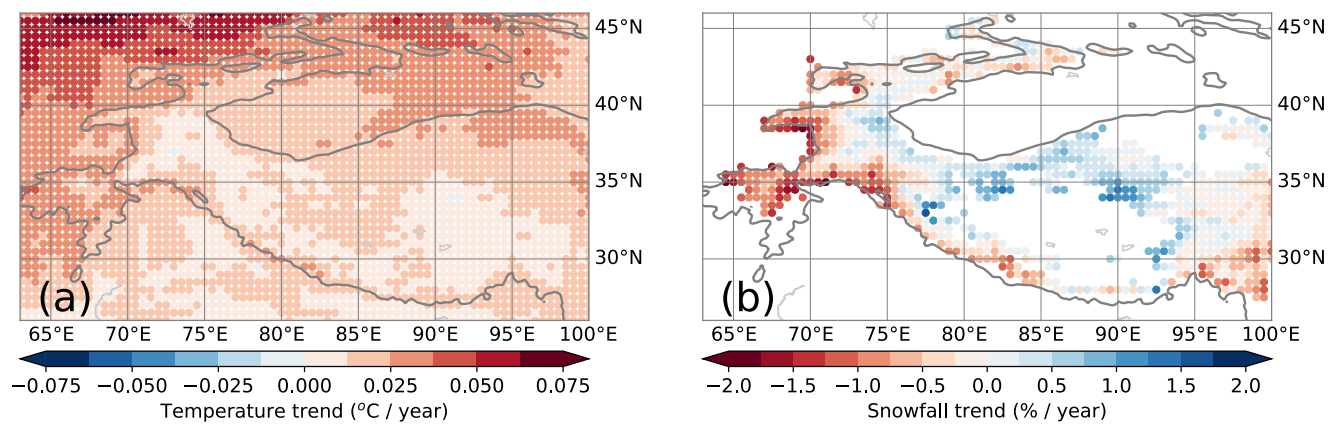 45°N
40°N
35°N
30°N
(a)
65°E 70°E 75°E 80°E 85°E 90°E 95°E 100°E
−0.075 −0.050 −0.025 0.000 0.025 0.050 0.075
Temperature trend (°C / year)
45°N
40°N
35°N
30°N
(b)
65°E 70°E 75°E 80°E 85°E 90°E 95°E 100°E
−2.0 −1.5 −1.0 −0.5 0.0 0.5 1.0 1.5 2.0
Snowfall trend (% / year)